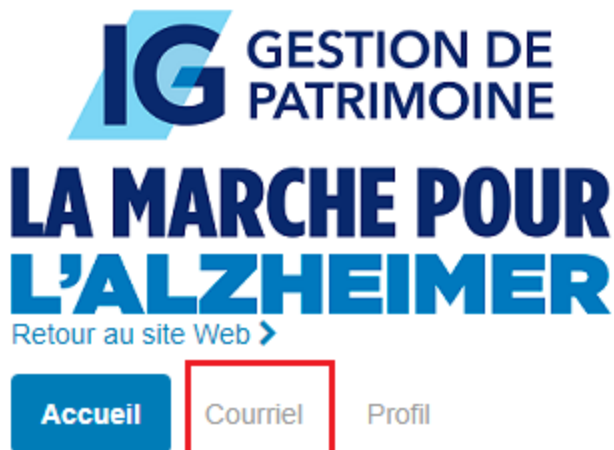 IG GESTION DE
PATRIMOINE
LA MARCHE POUR
L'ALZHEIMER
Retour au site Web
Accueil Courriel Profil